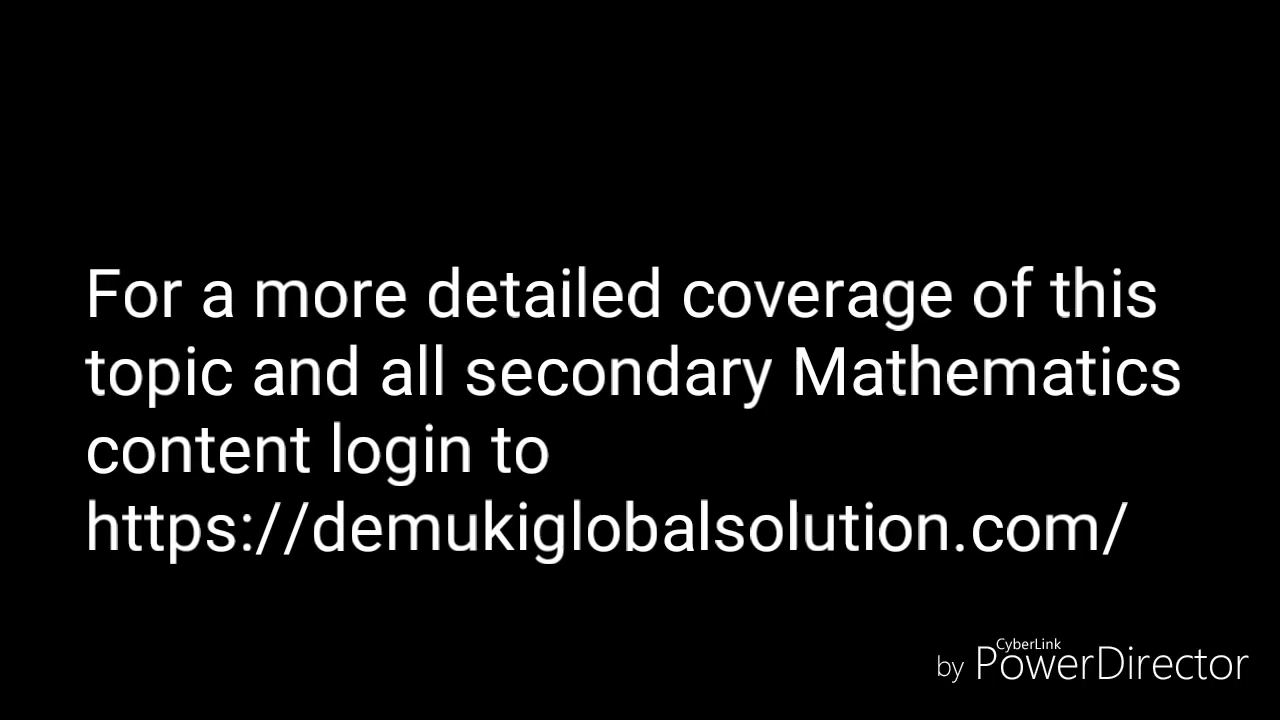 For a more detailed coverage of this
topic and all secondary Mathematics
content login to
https://demukiglobalsolution.com/
CyberLink
by PowerDirector